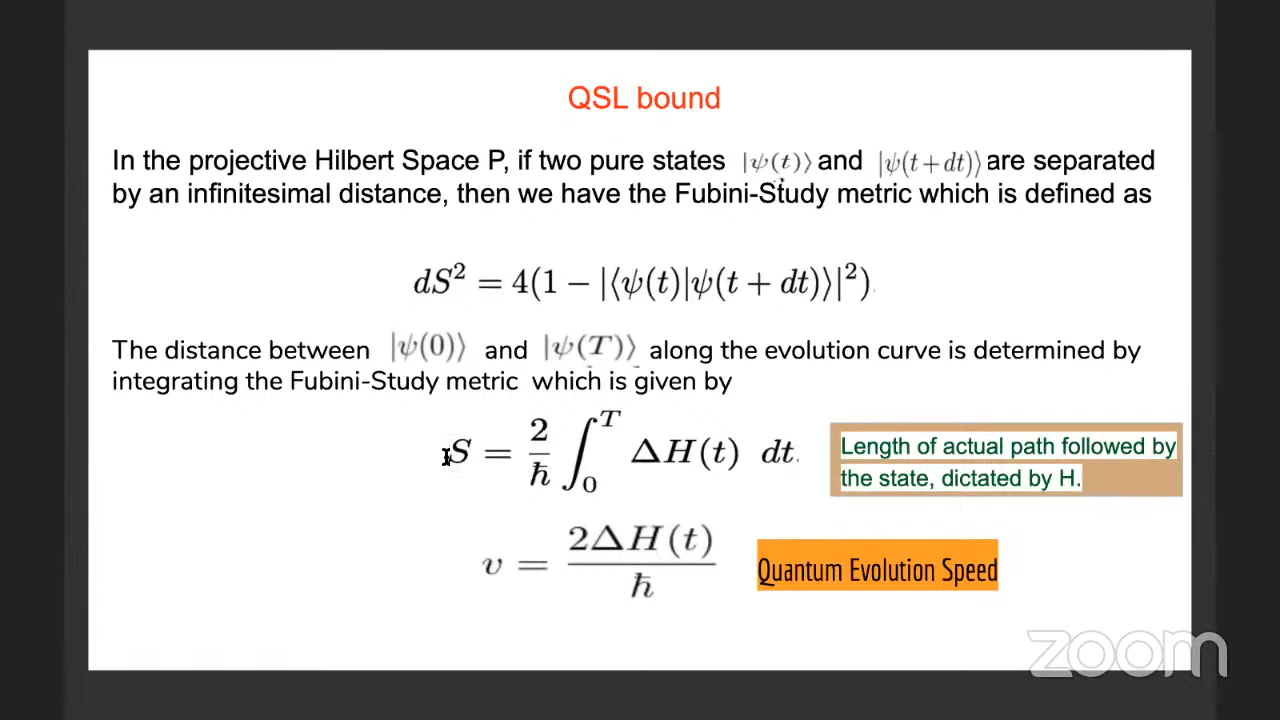 QSL bound
In the projective Hilbert Space P, if two pure states |ψ(t)⟩ and |ψ(t+dt)⟩ are separated
by an infinitesimal distance, then we have the Fubini-Study metric which is defined as
dS² = 4(1 − |⟨ψ(t)|ψ(t + dt)⟩|²)
The distance between |ψ(0)⟩ and |ψ(T)⟩ along the evolution curve is determined by
integrating the Fubini-Study metric which is given by
S = 2/ħ ∫₀ᵀ ΔH(t) dt.
Length of actual path followed by
the state, dictated by H.
v = 2ΔH(t)/ħ
Quantum Evolution Speed
zoom